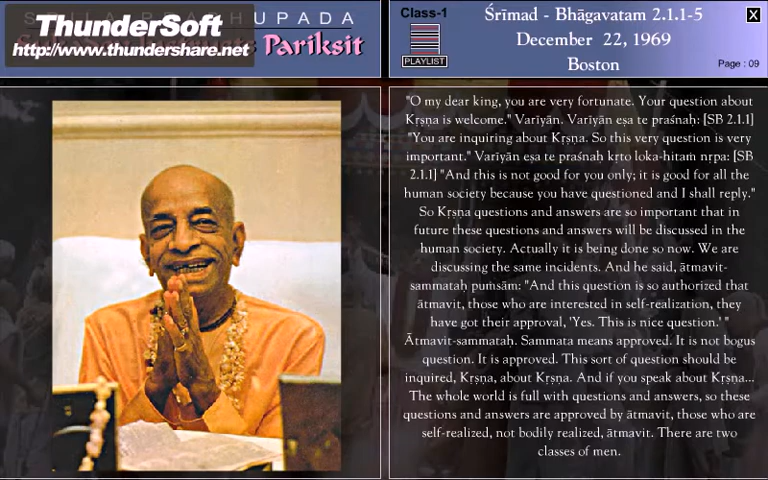 SRILA PRABHUPADA
ThunderSoft
http://www.thundershare.net
Pariksit
Class-1
PLAYLIST
Śrīmad - Bhāgavatam 2.1.1-5
December 22, 1969
Boston
X
Page : 09
"O my dear king, you are very fortunate. Your question about
Kṛṣṇa is welcome." Varīyān. Varīyān eṣa te praśnaḥ: [SB 2.1.1]
"You are inquiring about Kṛṣṇa. So this very question is very
important." Varīyān eṣa te praśnaḥ kṛto loka-hitaṁ nṛpa: [SB
2.1.1] "And this is not good for you only; it is good for all the
human society because you have questioned and I shall reply."
So Kṛṣṇa questions and answers are so important that in
future these questions and answers will be discussed in the
human society. Actually it is being done so now. We are
discussing the same incidents. And he said, ātmavit-
sammataḥ puṁsām: "And this question is so authorized that
ātmavit, those who are interested in self-realization, they
have got their approval, 'Yes. This is nice question.' "
Ātmavit-sammataḥ. Sammata means approved. It is not bogus
question. It is approved. This sort of question should be
inquired, Kṛṣṇa, about Kṛṣṇa. And if you speak about Kṛṣṇa...
The whole world is full with questions and answers, so these
questions and answers are approved by ātmavit, those who are
self-realized, not bodily realized, ātmavit. There are two
classes of men.